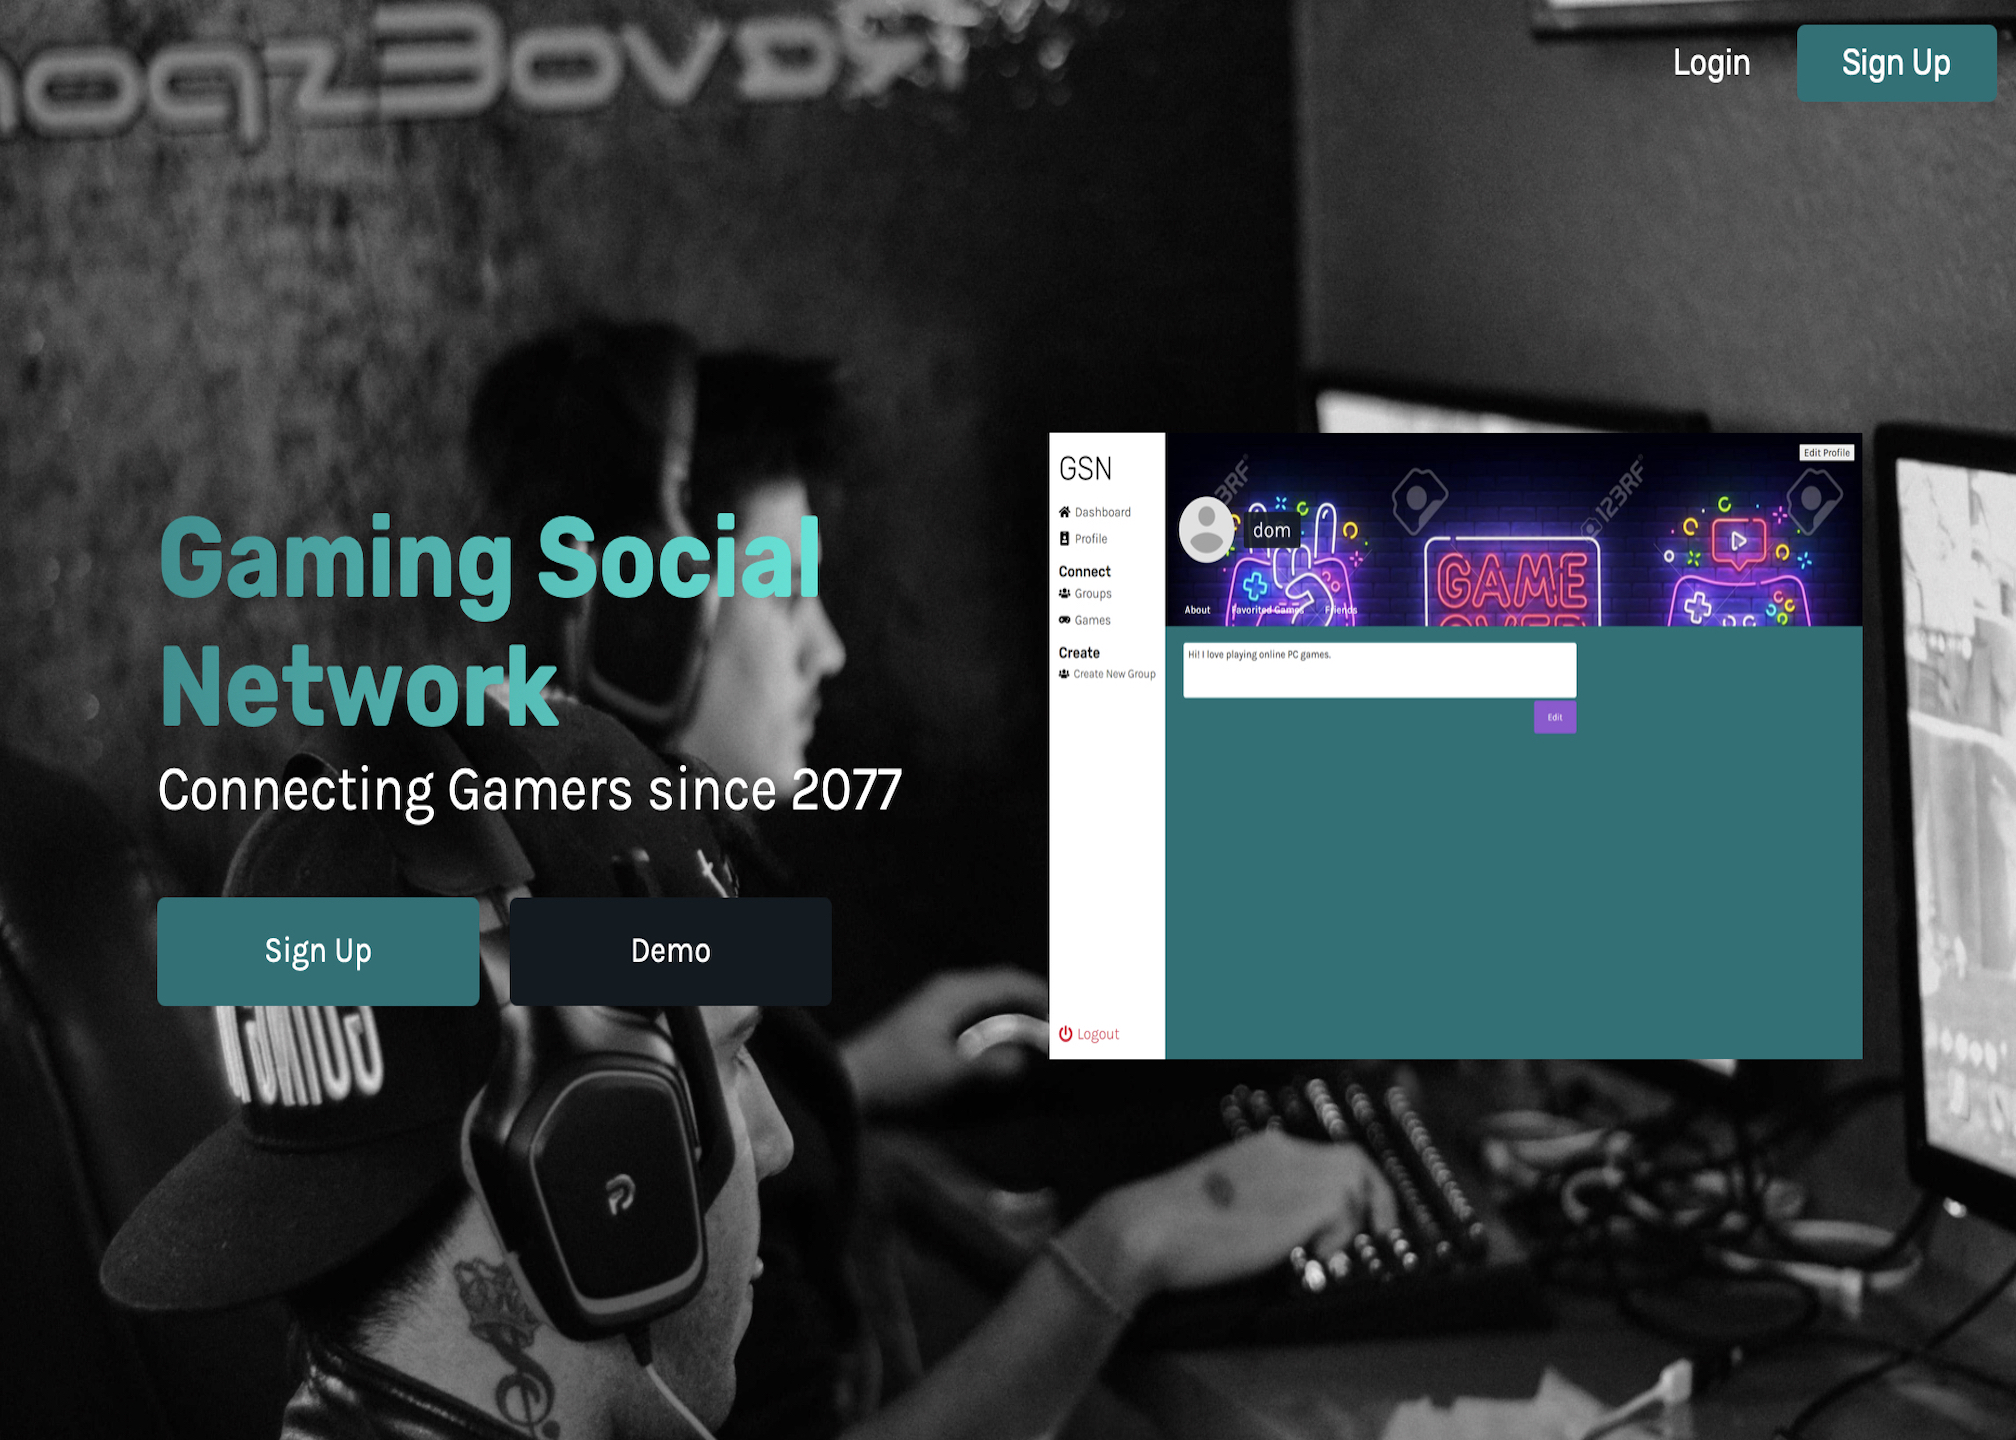 Login
Sign Up
Gaming Social
Network
Connecting Gamers since 2077
Sign Up
Demo
GSN
Dashboard
Profile
Connect
Groups
Games
Create
Create New Group
Logout
Edit Profile
123RF
dom
GAME
About
Favorited Games
Friends
Hi! I love playing online PC games.
Edit